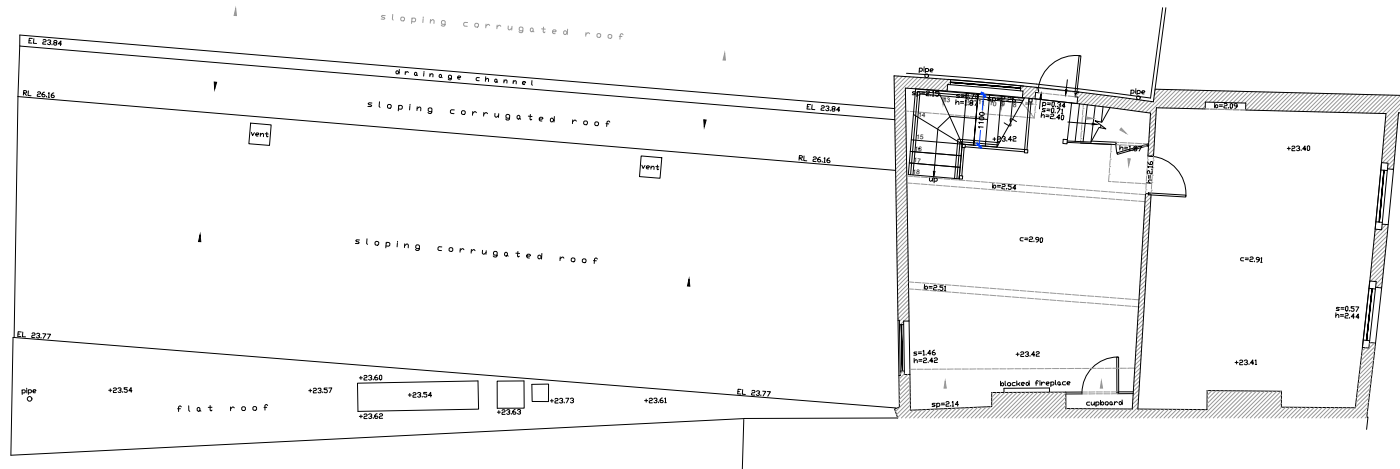 sloping corrugated roof
EL 23.84
drainage channel
EL 23.84
pipe
pipe
RL 26.16
sloping corrugated roof
RL 26.16
vent
vent
sloping corrugated roof
EL 23.77
EL 23.77
pipe
+23.54
+23.57
+23.60
+23.54
+23.62
+23.63
+23.73
+23.61
flat roof
1100
+23.42
p=0.34
s=0.71
h=2.40
h=1.87
h=2.16
b=2.09
+23.40
15
16
17
18
up
b=2.54
c=2.90
c=2.91
b=2.51
s=0.57
h=2.44
s=1.46
h=2.42
+23.42
+23.41
blocked fireplace
cupboard
sp=2.14